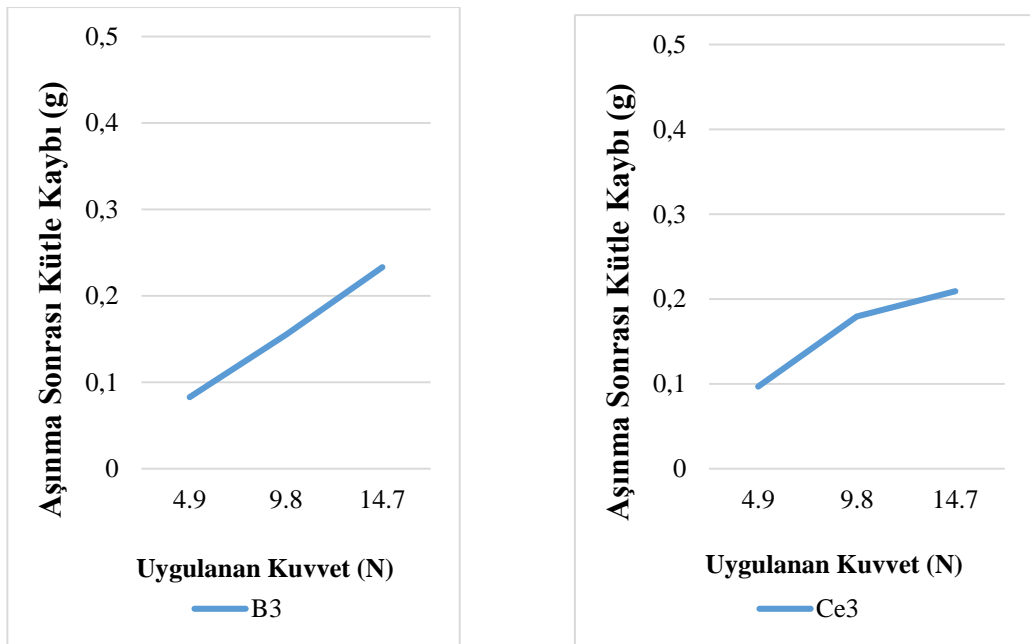 Aşınma Sonrası Kütle Kaybı (g)
0,5
0,4
0,3
0,2
0,1
0
4.9 9.8 14.7
Uygulanan Kuvvet (N)
B3
Aşınma Sonrası Kütle Kaybı (g)
0,5
0,4
0,3
0,2
0,1
0
4.9 9.8 14.7
Uygulanan Kuvvet (N)
Ce3